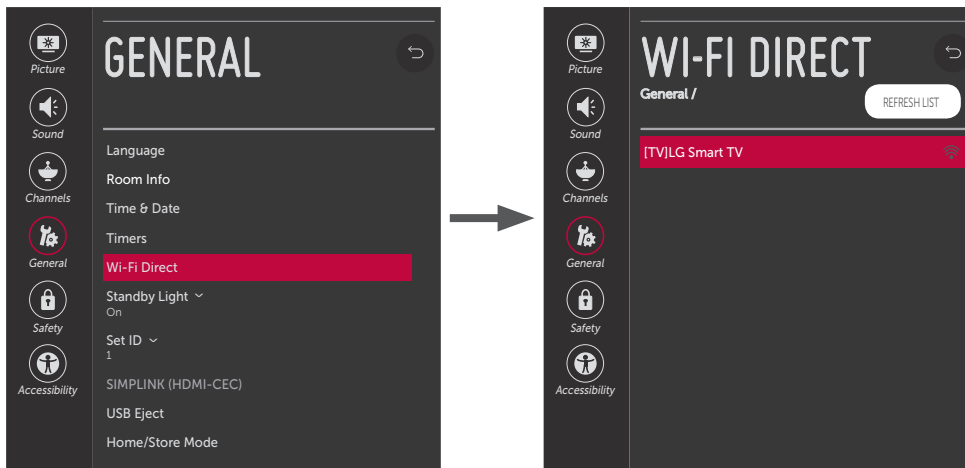 Picture
Sound
Channels
General
Safety
Accessibility
GENERAL
Language
Room Info
Time & Date
Timers
Wi-Fi Direct
Standby Light
On
Set ID
1
SIMPLINK (HDMI-CEC)
USB Eject
Home/Store Mode
Picture
Sound
Channels
General
Safety
Accessibility
WI-FI DIRECT
General /
REFRESH LIST
[TV]LG Smart TV